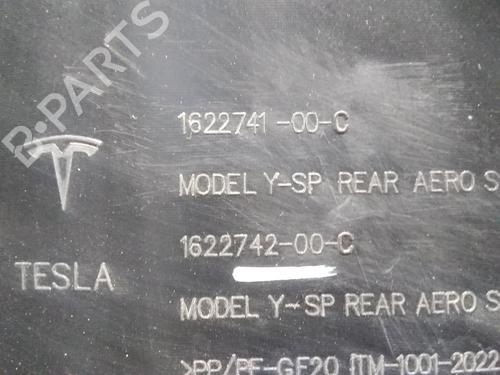 B-PARTS
1622741-00-C
MODEL Y-SP REAR AERO S
1622742-00-C
TESLA
MODEL Y-SP REAR AERO S
>PP/PE-GF20 TM-1001-2022